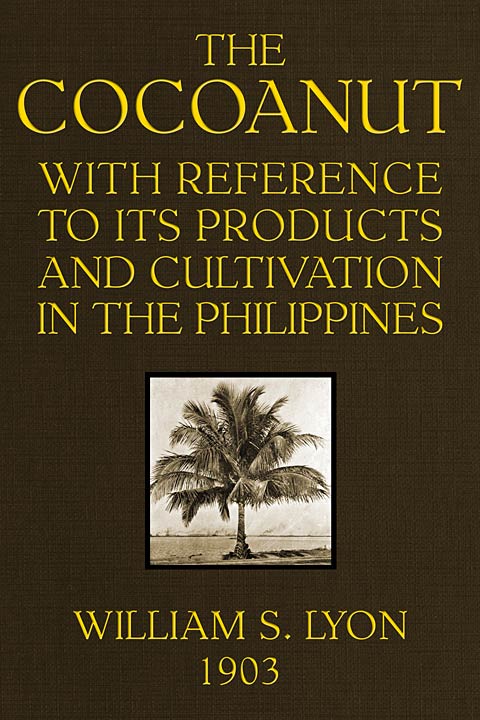 THE
COCOANUT
WITH REFERENCE
TO ITS PRODUCTS
AND CULTIVATION
IN THE PHILIPPINES
WILLIAM S. LYON
1903